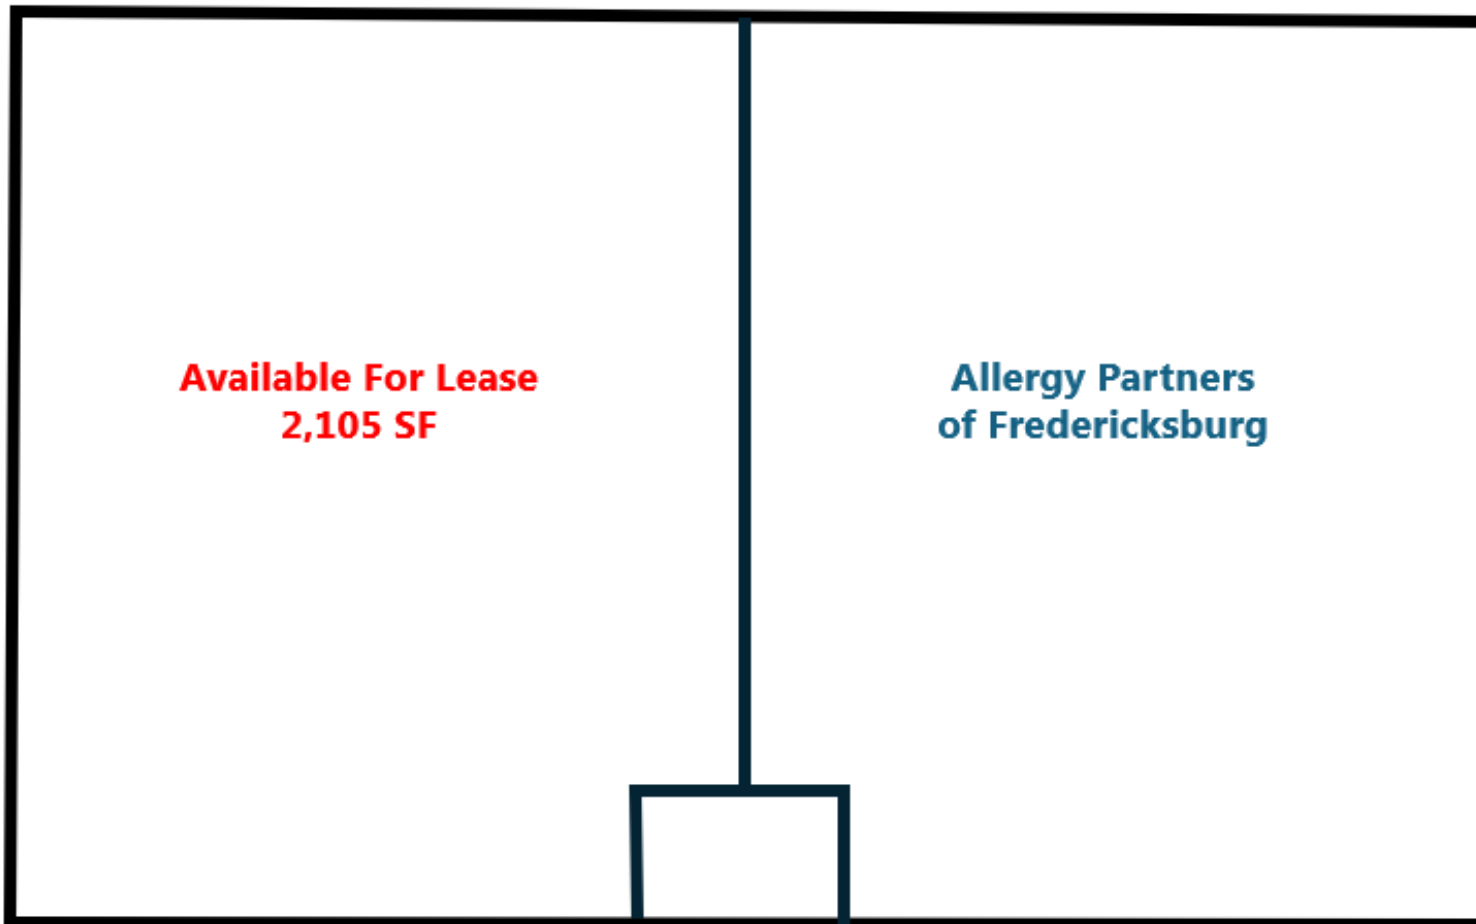 Available For Lease
2,105 SF
Allergy Partners
of Fredericksburg